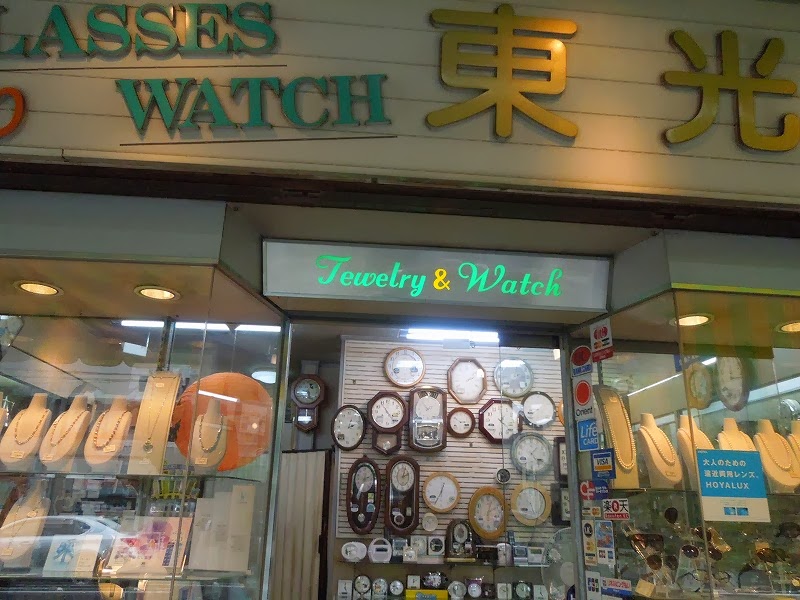 LASSES
WATCH
東光
Tewelry & Watch
Orient
Life
CARD
VISA
大人のための
遠近両用レンズ、
HOYALUX